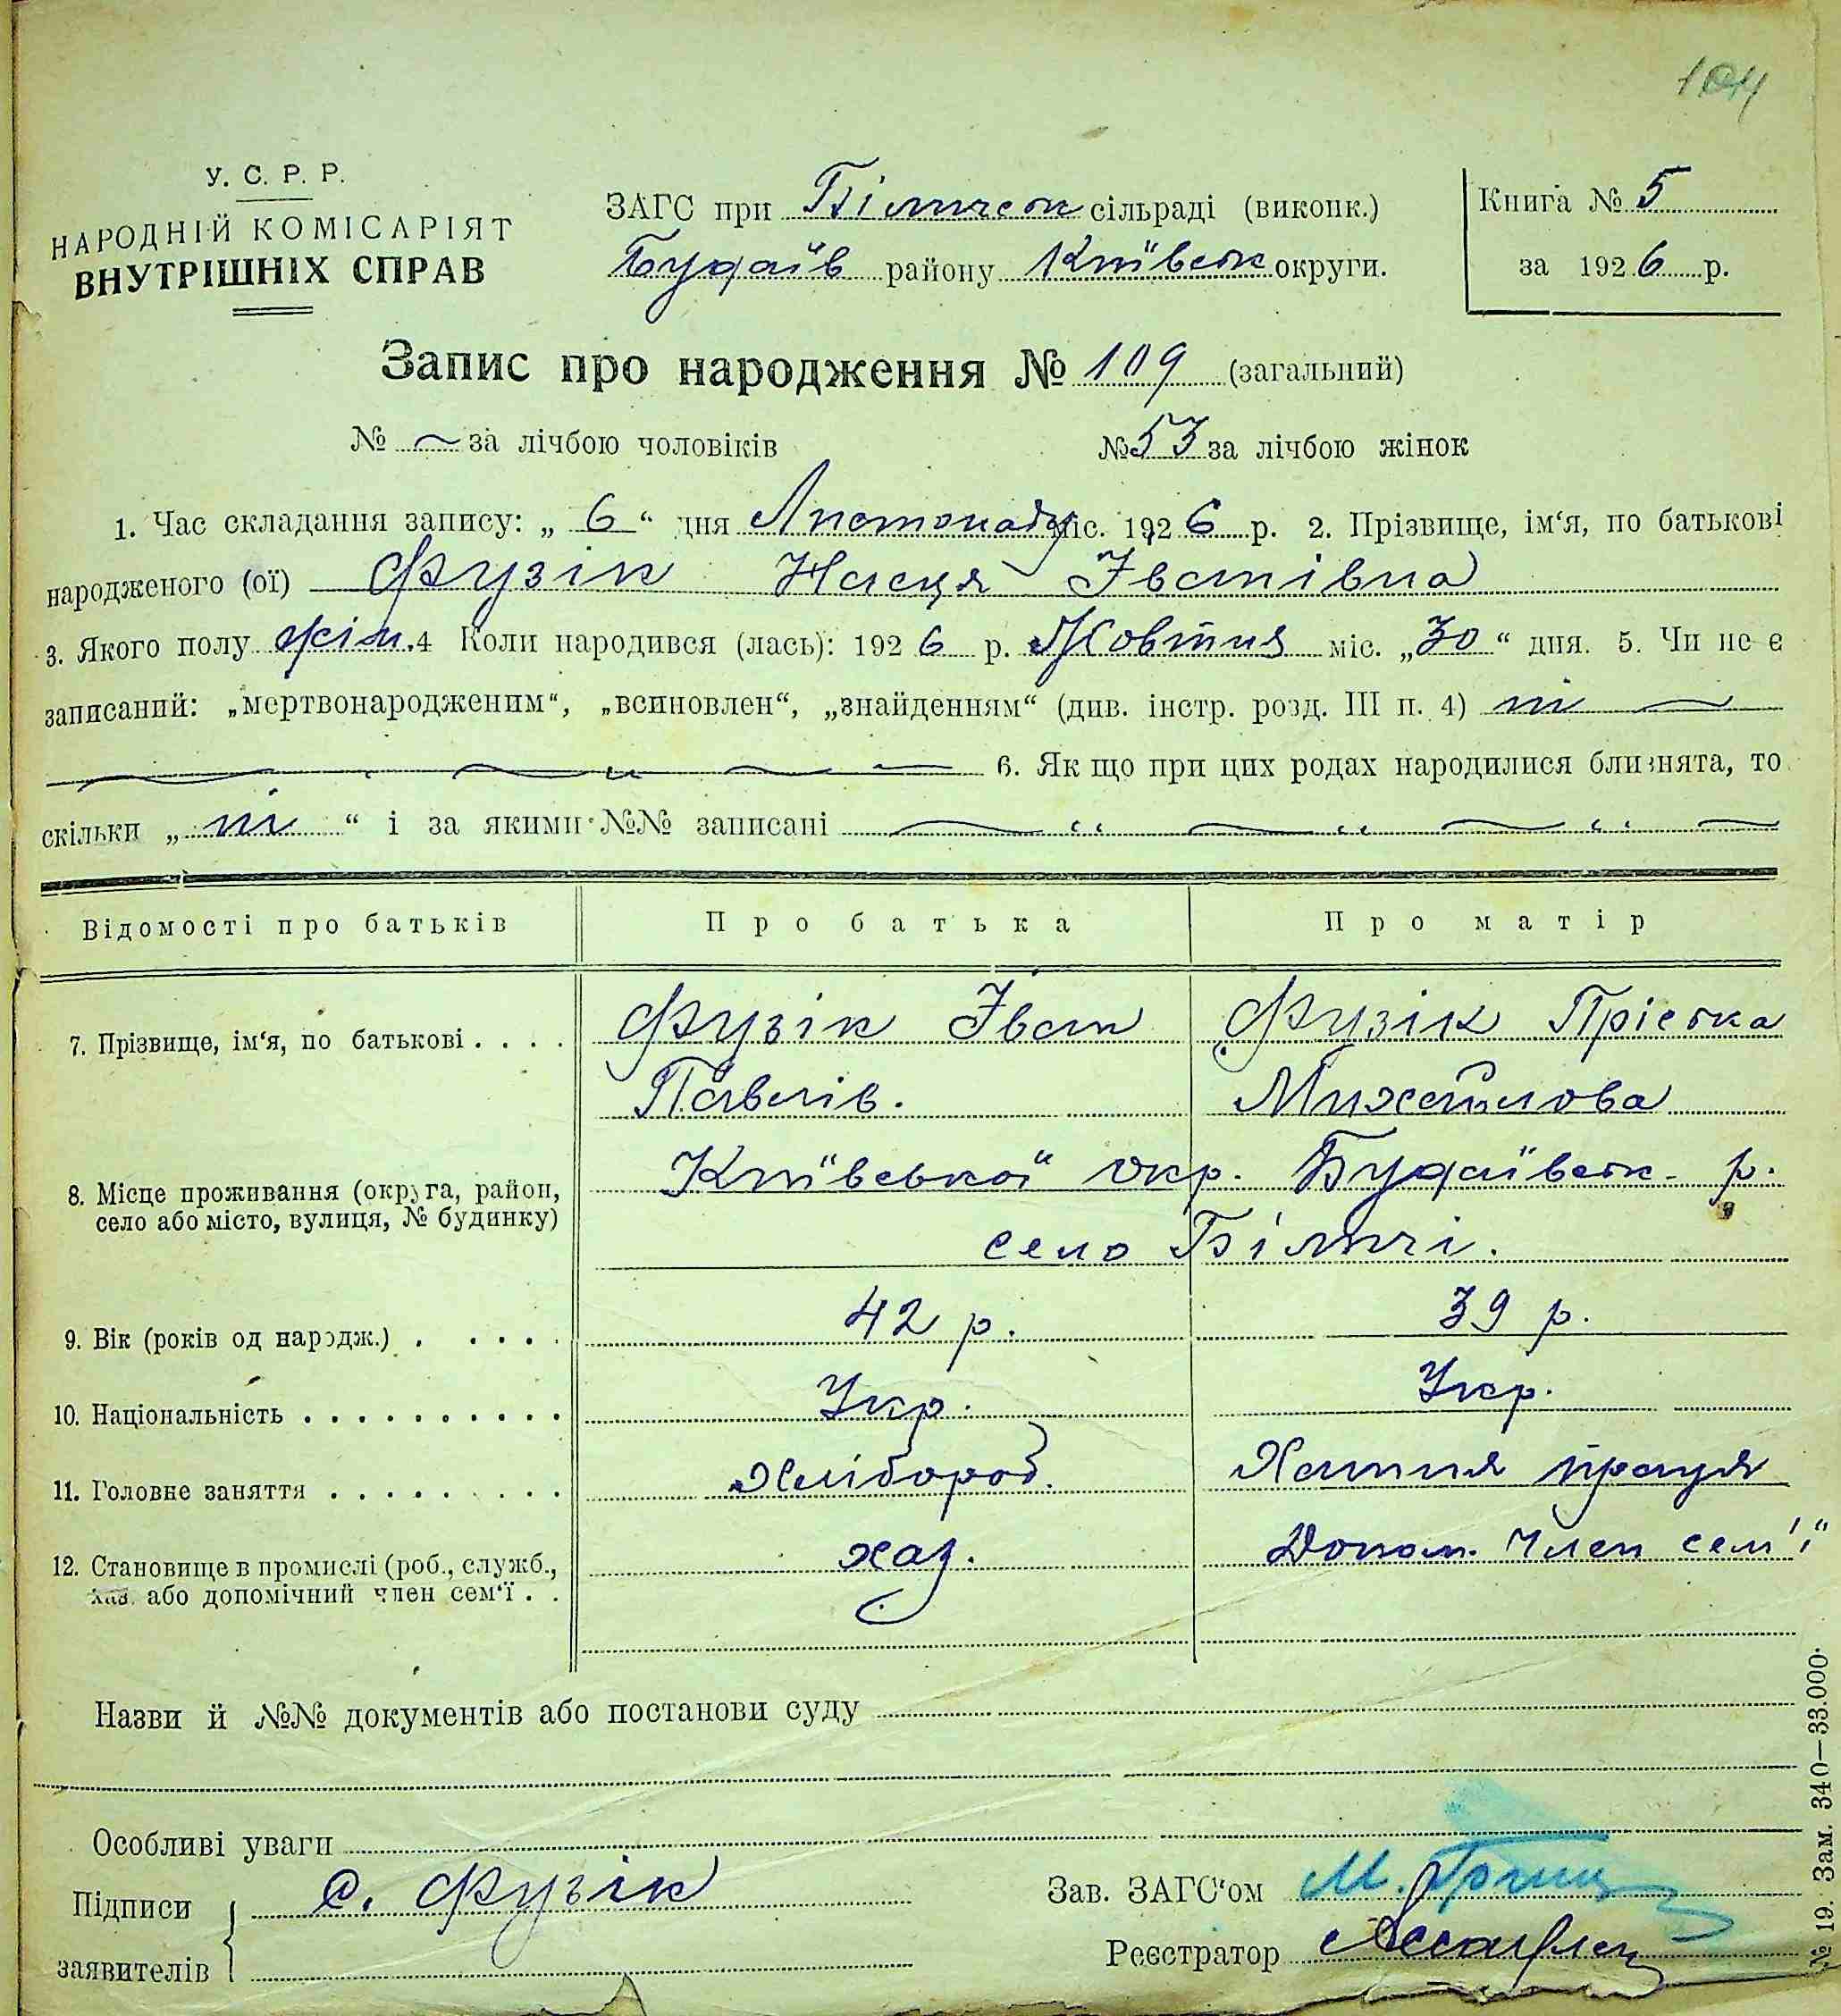 104
У. С. Р. Р.
НАРОДНІЙ КОМІСАРІЯТ
ВНУТРІШНІХ СПРАВ
ЗАГС при Білицськ сільраді (виконк.)
Будаїв району Київськ округи.
Книга № 5
за 1926 р.
Запис про народження № 109 (загальний)
№ за лічбою чоловіків № 53 за лічбою жінок
1. Час складання запису: „ 6 “ дня Листопаду міс. 1926 р. 2. Прізвище, ім‘я, по батькові
народженого (ої) Фузік Насця Іванівна
3. Якого полу жін. 4 Коли народився (лась): 1926 р. Жовтня міс. „30“ дня. 5. Чи не є
записаний: „мертвонародженим“, „всиновлен“, „знайденням“ (див. інстр. розд. III п. 4) ні
6. Як що при цих родах народилися близнята, то
скільки „ ні “ і за якими №№ записані
Відомості про батьків Про батька Про матір
7. Прізвище, ім‘я, по батькові . . . . Фузік Іван Фузік Пріська
Павлів. Михайлова
8. Місце проживання (округа, район, Київської окр. Будаївськ. р.
село або місто, вулиця, № будинку) село Біличі.
9. Вік (років од народж.) . . . . . 42 р. 39 р.
10. Національність . . . . . . . . . . Укр. Укр.
11. Головне заняття . . . . . . . . . Хлібороб. Хатня праця
12. Становище в промислі (роб., служб., хаз. Допом. член сем'ї
хаз. або допомічний член сем‘ї . .
Назви й №№ документів або постанови суду
Особливі уваги
Підписи
заявителів
Фузік
Зав. ЗАГС‘ом М.
Реєстратор
№ 19. Зам. 340—33.000.